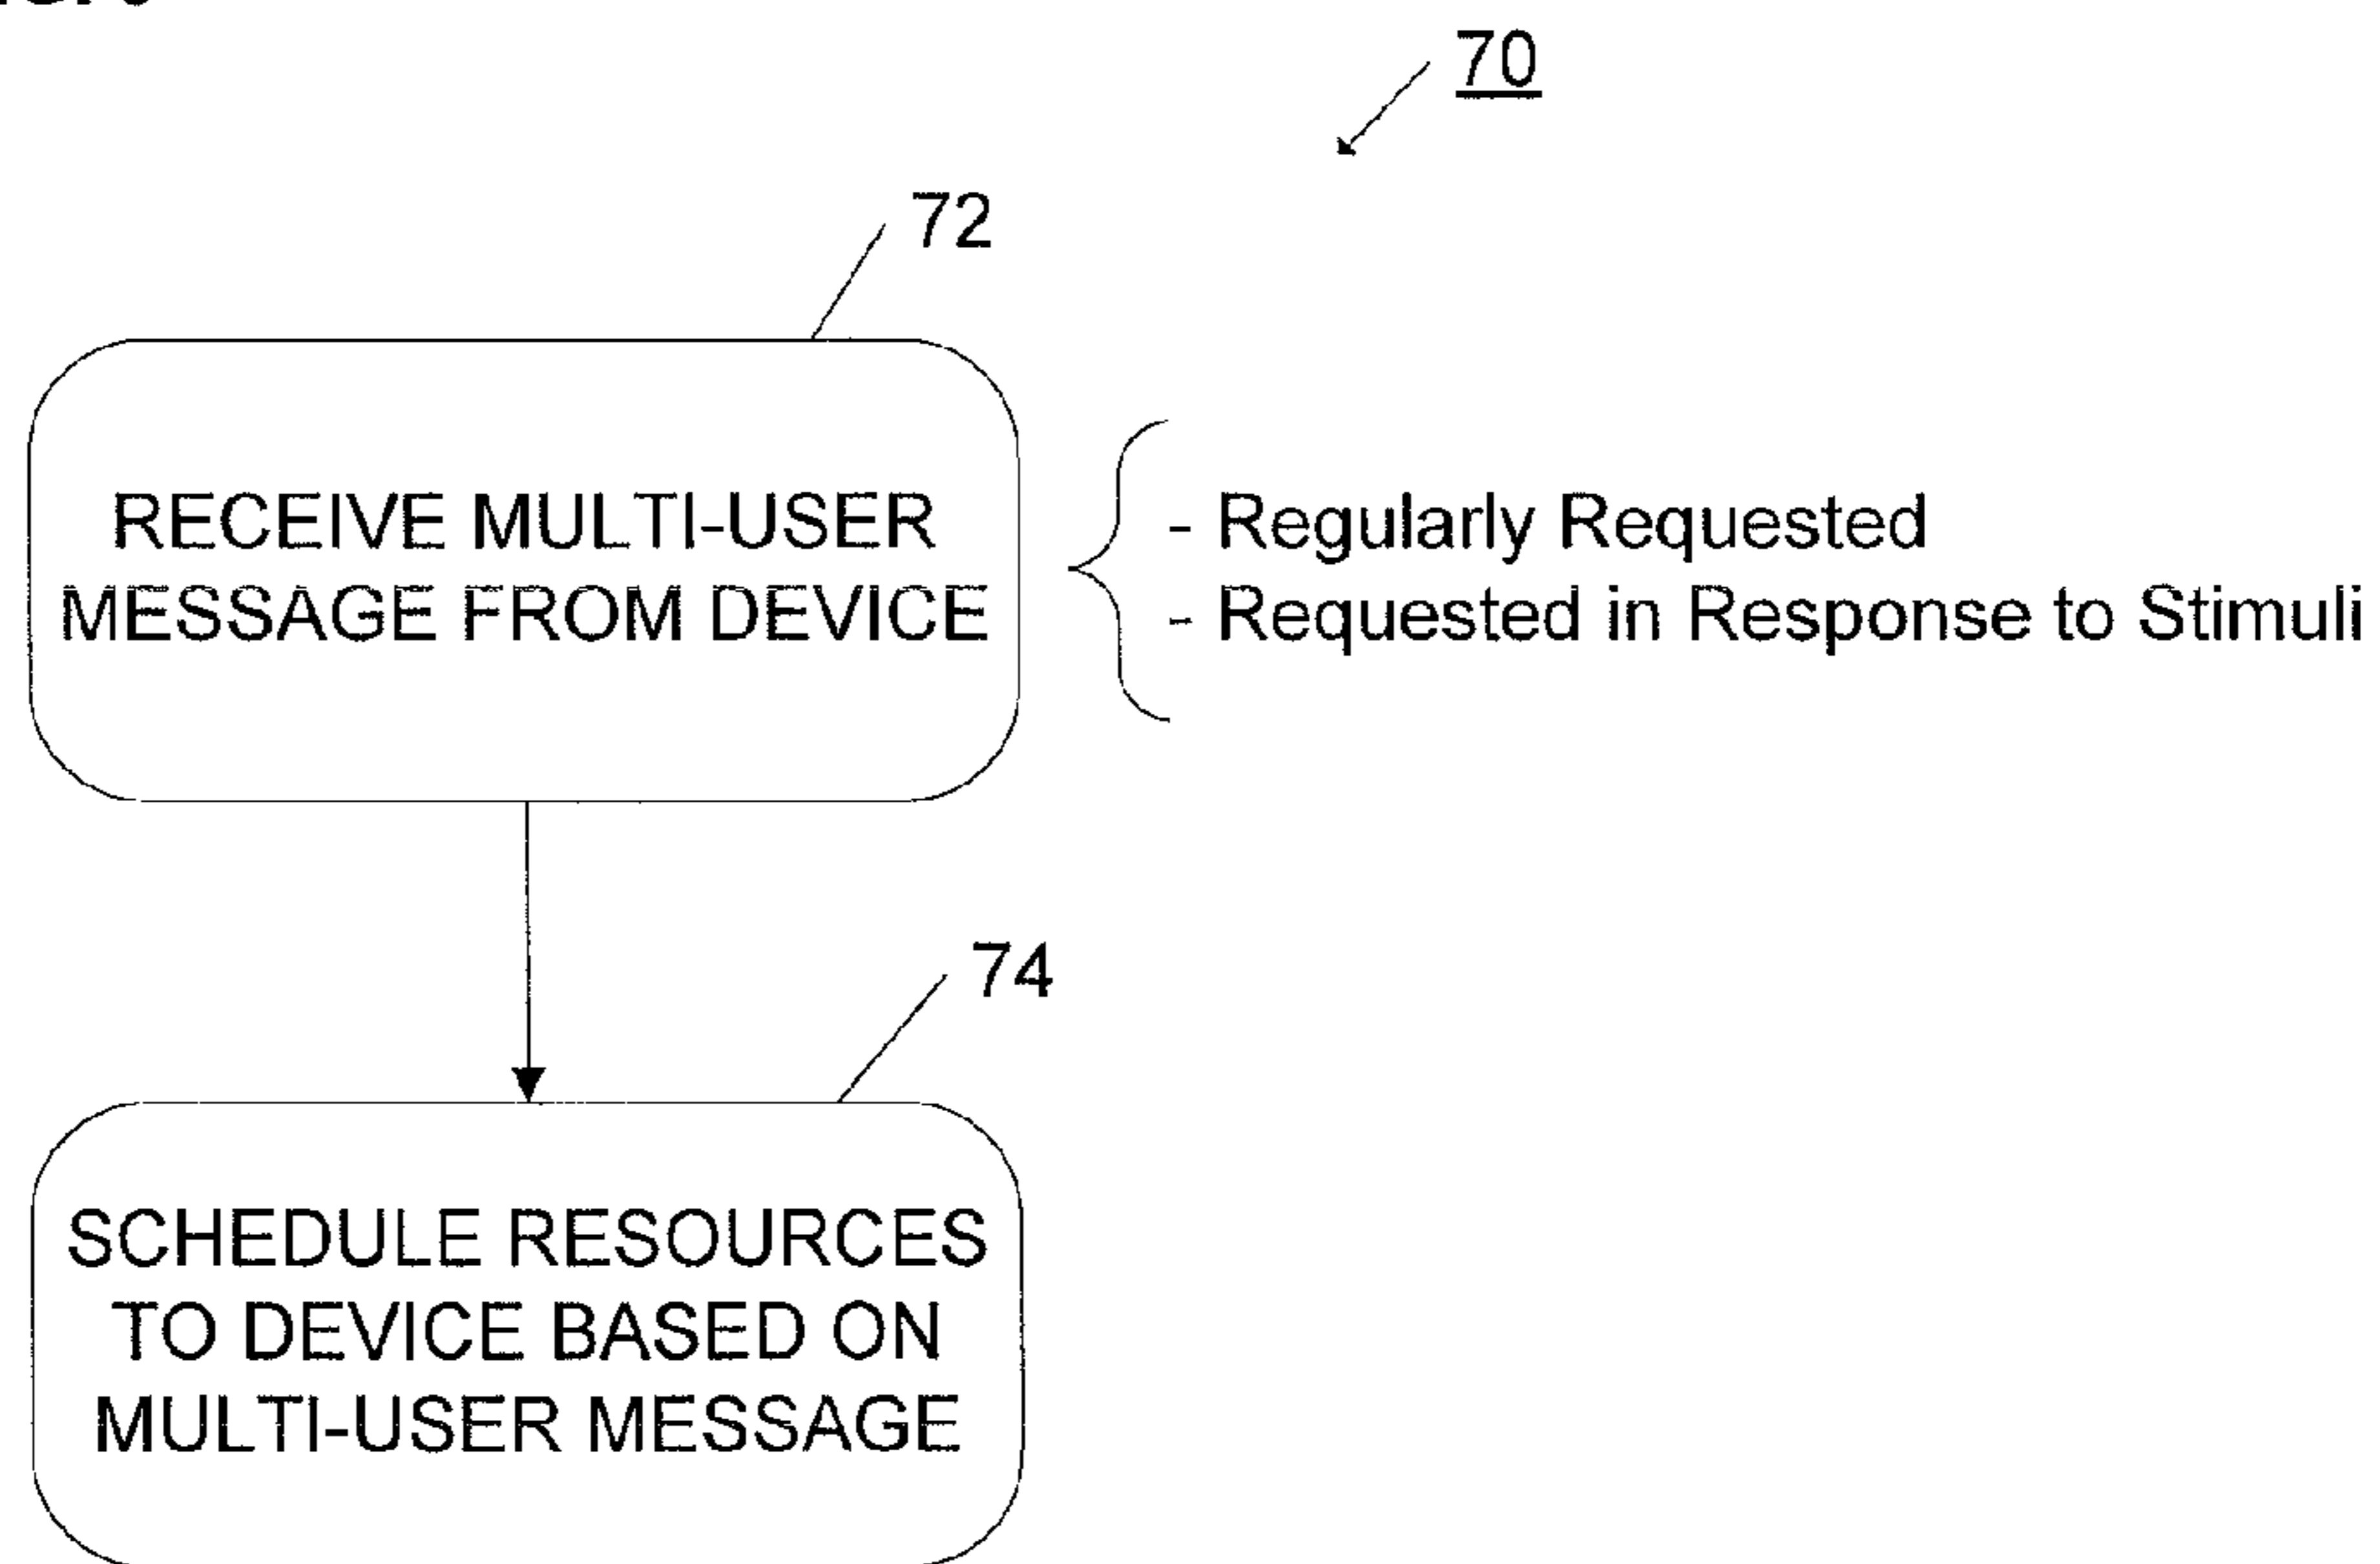 70
72
RECEIVE MULTI-USER
MESSAGE FROM DEVICE
- Regularly Requested
- Requested in Response to Stimuli
74
SCHEDULE RESOURCES
TO DEVICE BASED ON
MULTI-USER MESSAGE